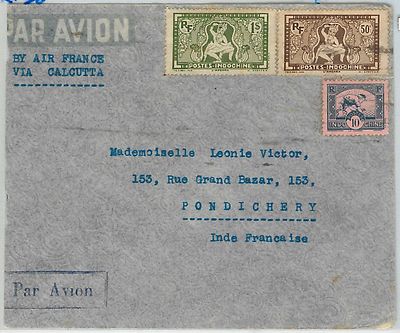 PAR AVION
BY AIR FRANCE
VIA CALCUTTA
RF 1$
POSTES-INDOCHINE
RF 50c
POSTES-INDOCHINE
10
INDOCHINE
Mademoiselle Leonie Victor,
153, Rue Grand Bazar, 153,
PONDICHERY
Inde Francaise
Par Avion